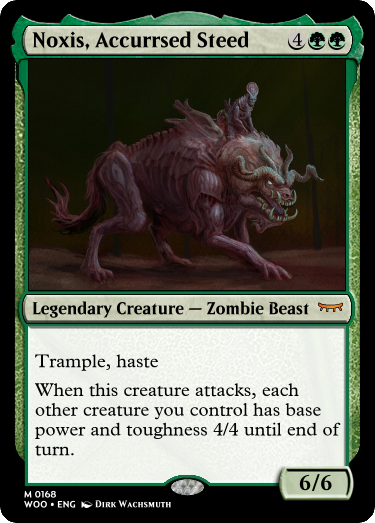 Noxis, Accurrsed Steed 4
Legendary Creature — Zombie Beast
Trample, haste
When this creature attacks, each
other creature you control has base
power and toughness 4/4 until end of
turn.
6/6
M 0168
WOO • ENG Dirk Wachsmuth